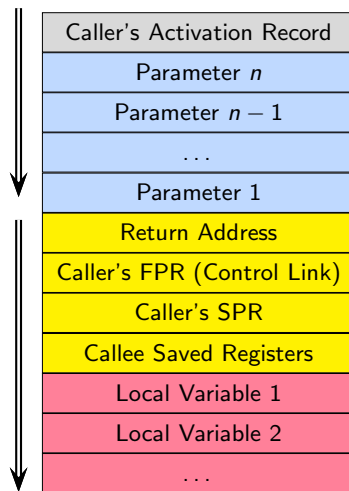 Caller's Activation Record
Parameter n
Parameter n − 1
...
Parameter 1
Return Address
Caller's FPR (Control Link)
Caller's SPR
Callee Saved Registers
Local Variable 1
Local Variable 2
...